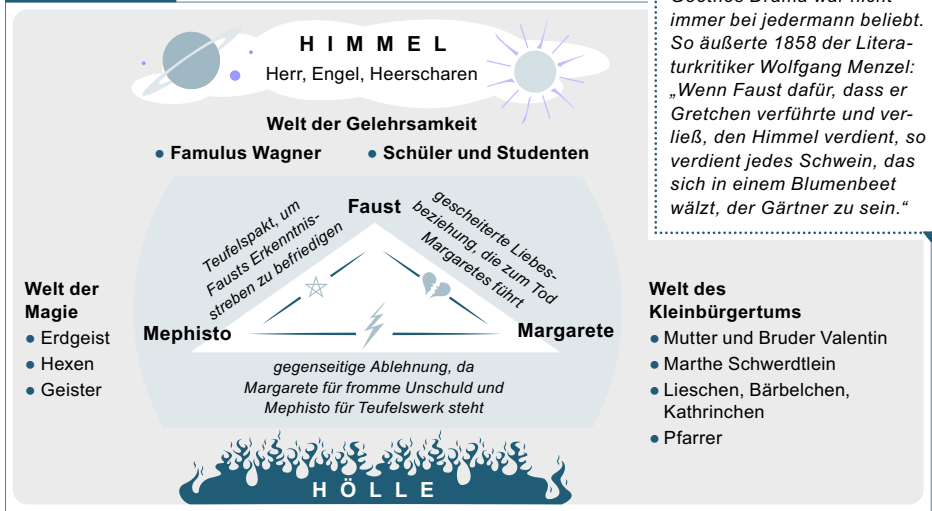 H I M M E L
Herr, Engel, Heerscharen
Welt der Gelehrsamkeit
● Famulus Wagner
● Schüler und Studenten
Faust
Teufelspakt, um
Fausts Erkenntnis-
streben zu befriedigen
gescheiterte Liebes-
beziehung, die zum Tod
Margaretes führt
Mephisto
Margarete
gegenseitige Ablehnung, da
Margarete für fromme Unschuld und
Mephisto für Teufelswerk steht
Welt der
Magie
● Erdgeist
● Hexen
● Geister
Welt des
Kleinbürgertums
● Mutter und Bruder Valentin
● Marthe Schwerdtlein
● Lieschen, Bärbelchen,
Kathrinchen
● Pfarrer
H Ö L L E
Goethes Drama war nicht
immer bei jedermann beliebt.
So äußerte 1858 der Litera-
turkritiker Wolfgang Menzel:
„Wenn Faust dafür, dass er
Gretchen verführte und ver-
ließ, den Himmel verdient, so
verdient jedes Schwein, das
sich in einem Blumenbeet
wälzt, der Gärtner zu sein.“